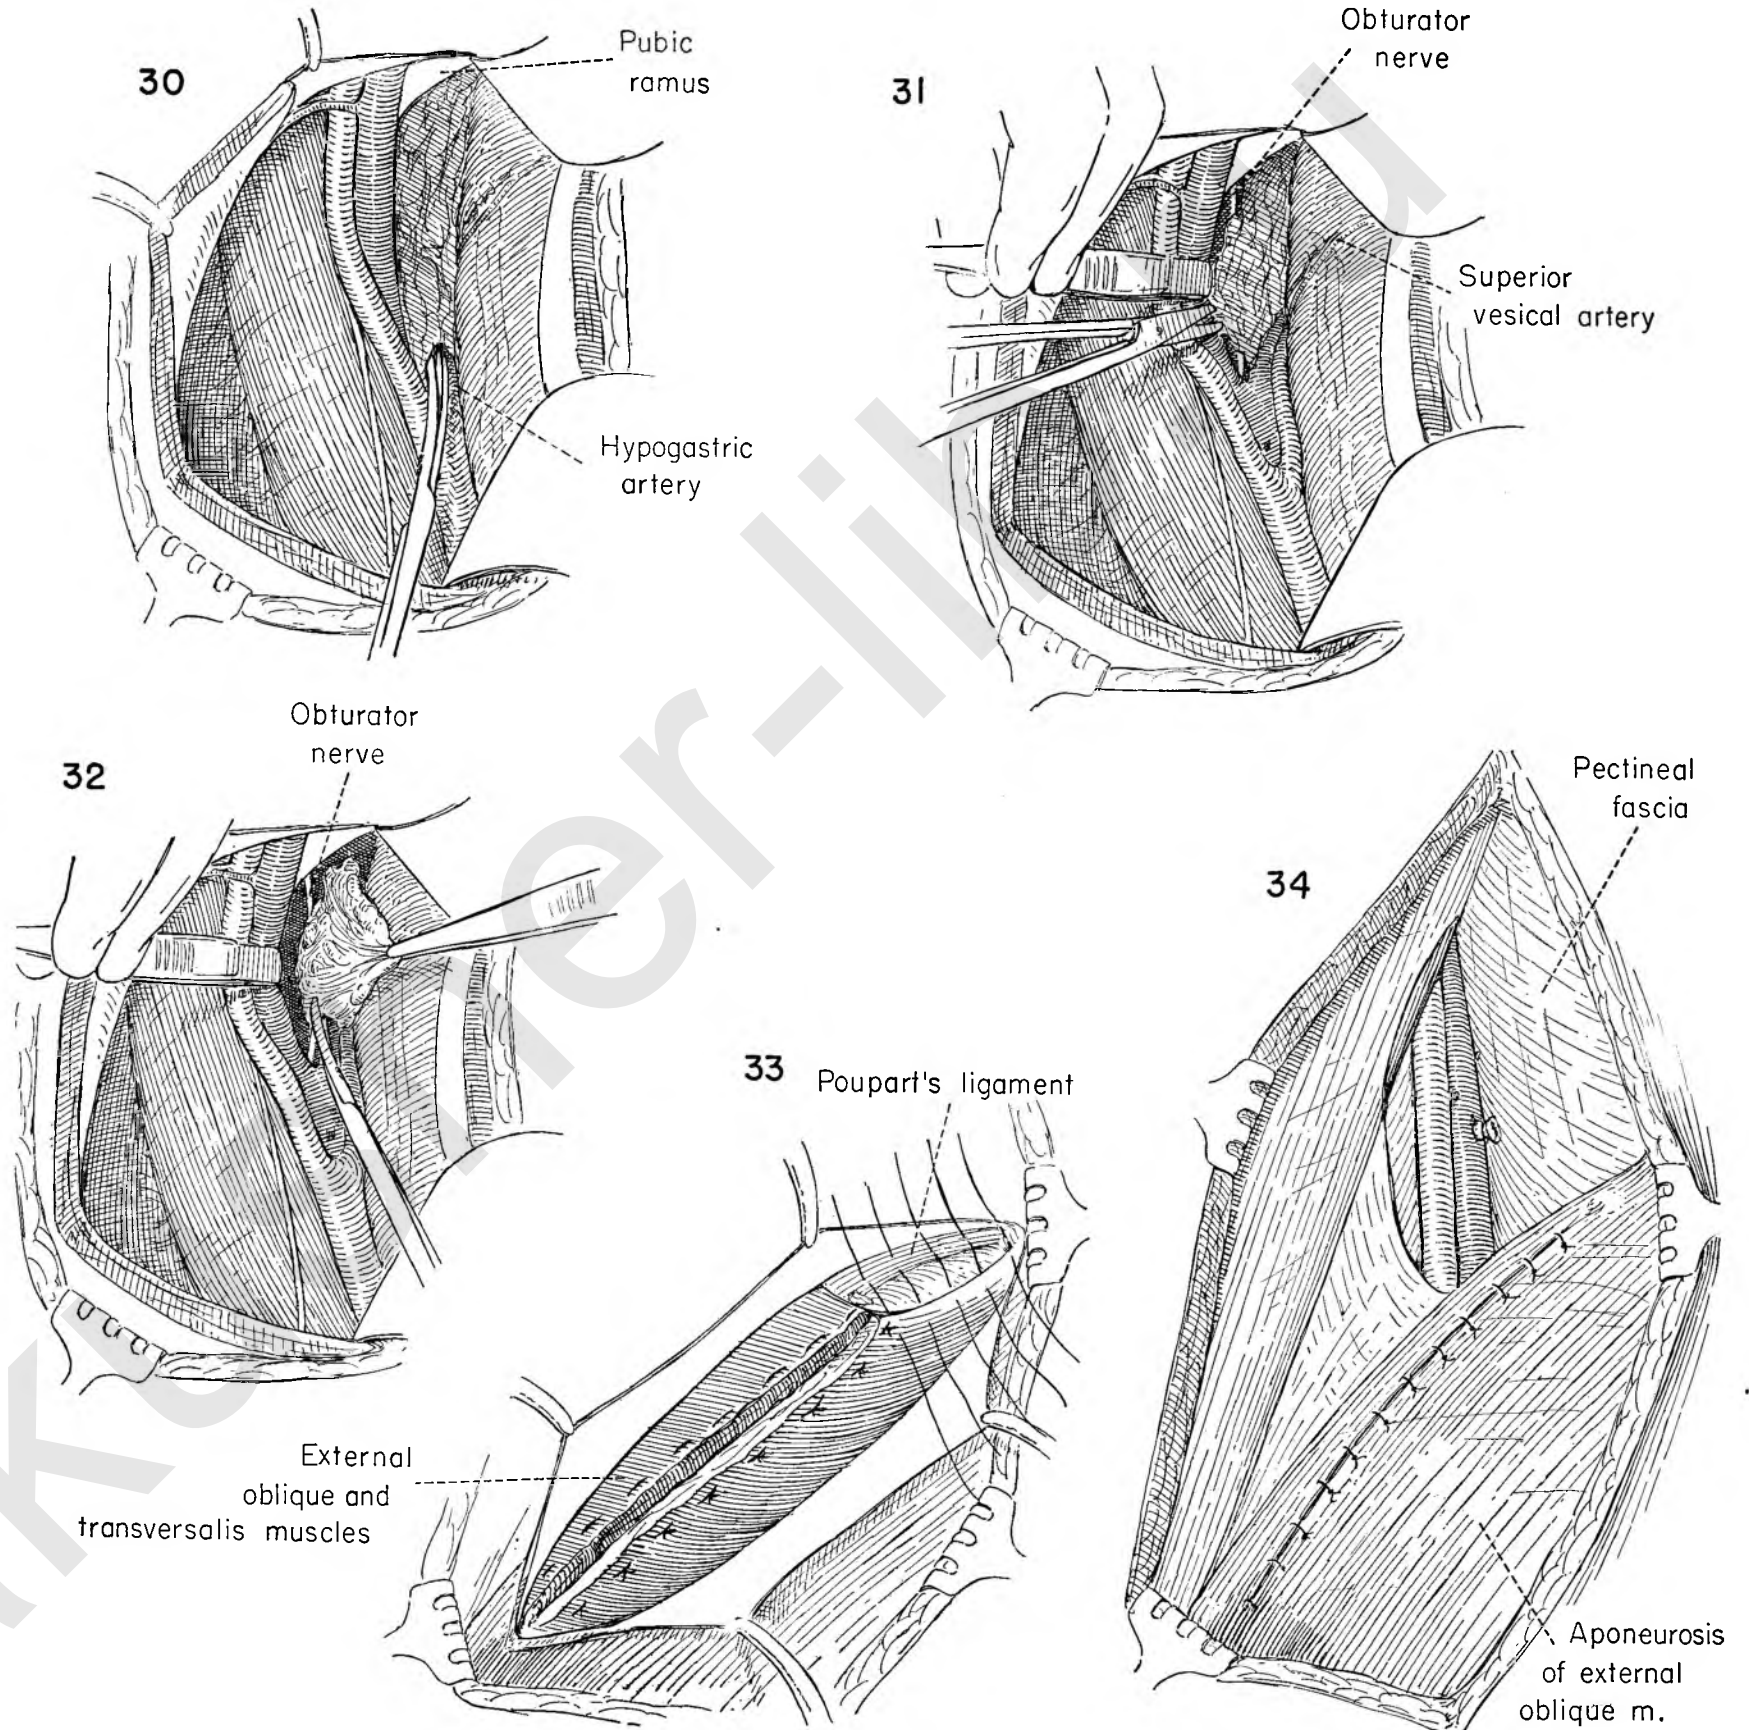 30
Pubic
ramus
Hypogastric
artery
31
Obturator
nerve
Superior
vesical artery
32
Obturator
nerve
33
Poupart's ligament
External
oblique and
transversalis muscles
34
Pectineal
fascia
Aponeurosis
of external
oblique m.